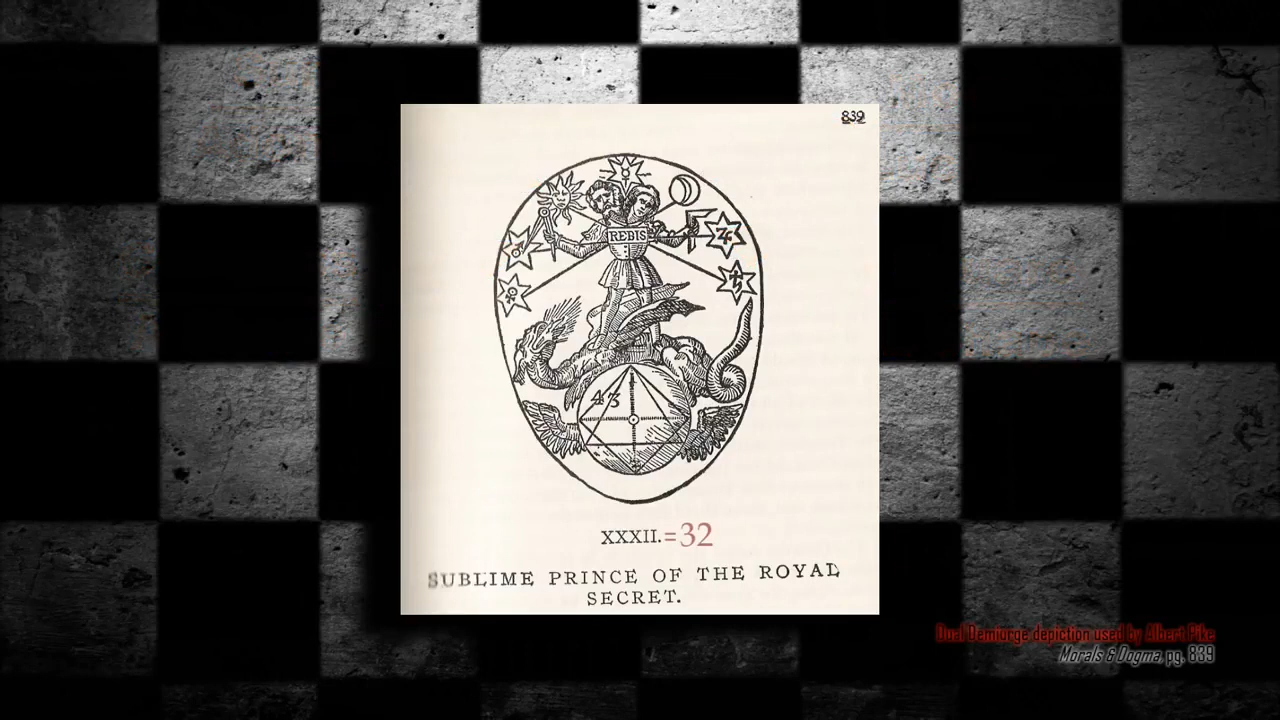 839
REBIS
43
XXXII.=32
SUBLIME PRINCE OF THE ROYAL
SECRET.
Dual Demiurge depiction used by Albert Pike
Morals & Dogma, pg. 839